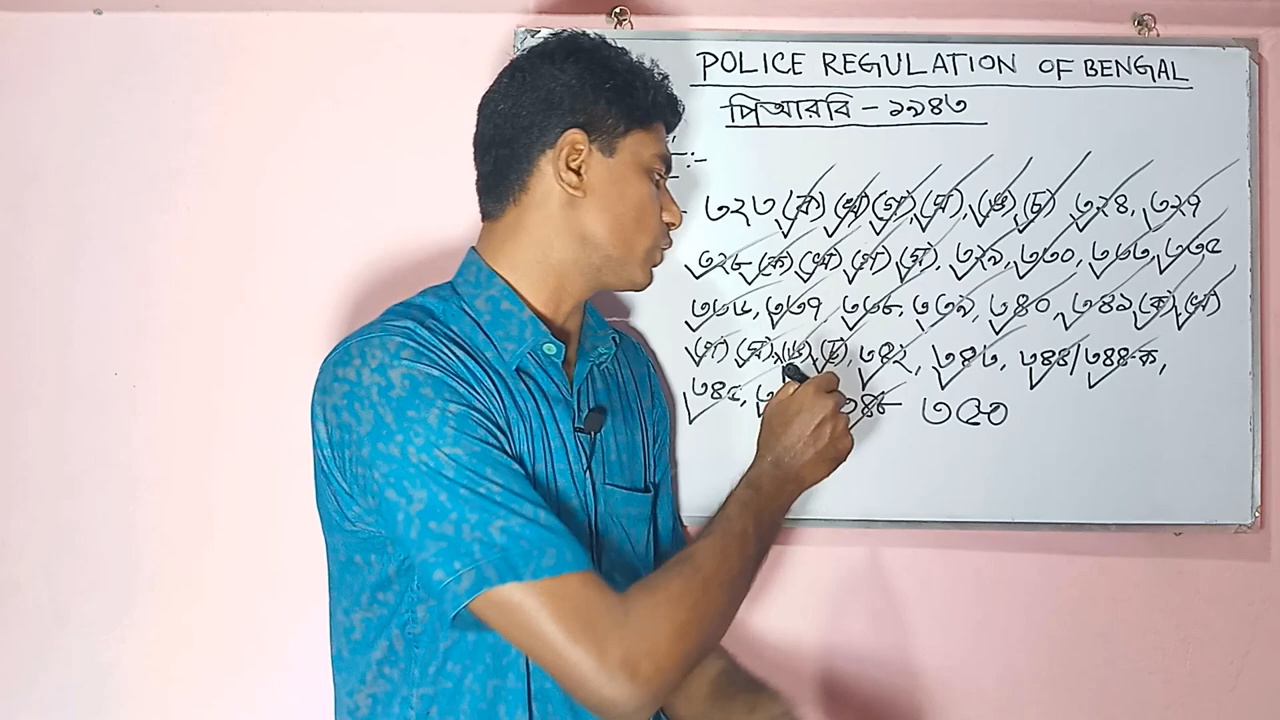 POLICE REGULATION OF BENGAL
পিআরবি - ১৯৪৩
:-
৩২৩ (ক) (খ) (গ) (ঘ), (ঙ) (চ) ৩২৪, ৩২৭
৩২৮ (ক) (খ) (গ) (ঘ), ৩২৯, ৩৩০, ৩৩৩, ৩৩৫
৩৩৬, ৩৩৭ ৩৩৮, ৩৩৯, ৩৪০, ৩৪১ (ক) (খ)
(গ) (ঘ), (ঙ), (চ), ৩৪২, ৩৪৩, ৩৪৪/৩৪৪-ক,
৩৪৫, ৩৫০